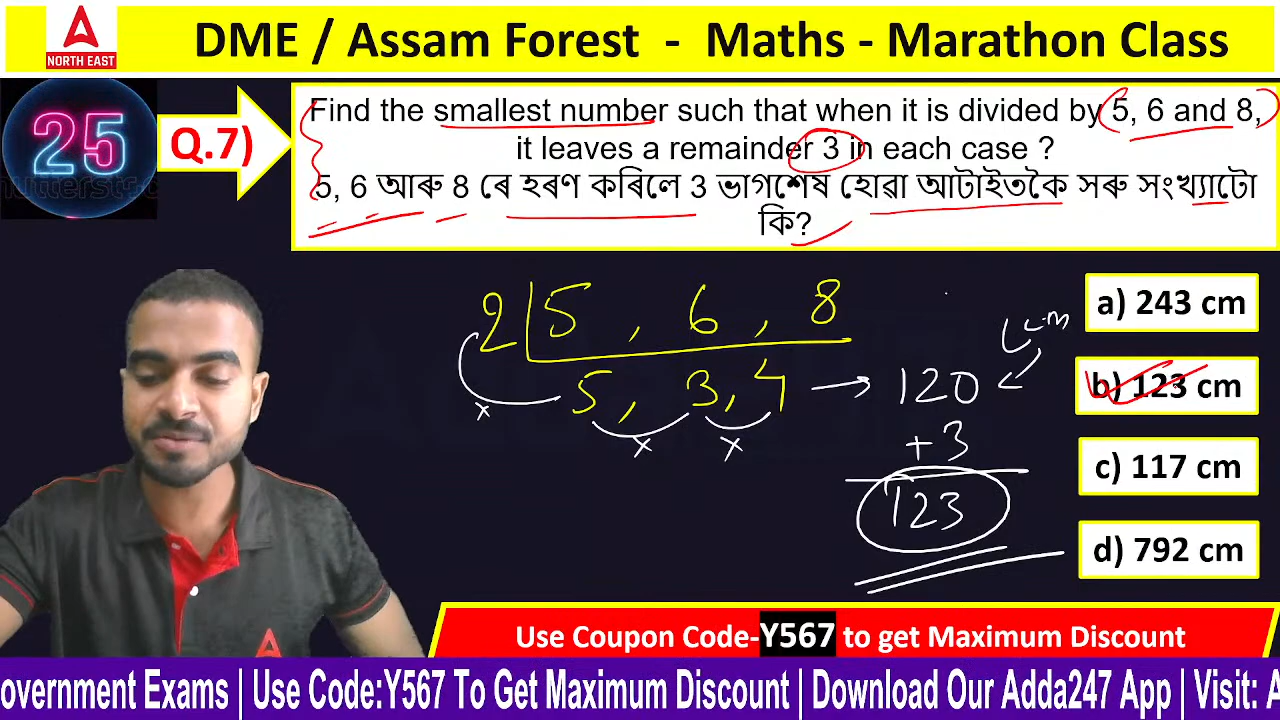 DME / Assam Forest - Maths - Marathon Class
NORTH EAST
25
Q.7)
Find the smallest number such that when it is divided by 5, 6 and 8,
it leaves a remainder 3 in each case ?
5, 6 আৰু 8 ৰে হৰণ কৰিলে 3 ভাগশেষ হোৱা আটাইতকৈ সৰু সংখ্যাটো
কি?
2 | 5 , 6 , 8
5 , 3 , 4 → 120
+ 3
123
a) 243 cm
b) 123 cm
c) 117 cm
d) 792 cm
Use Coupon Code-Y567 to get Maximum Discount
overnment Exams | Use Code:Y567 To Get Maximum Discount | Download Our Adda247 App | Visit: A